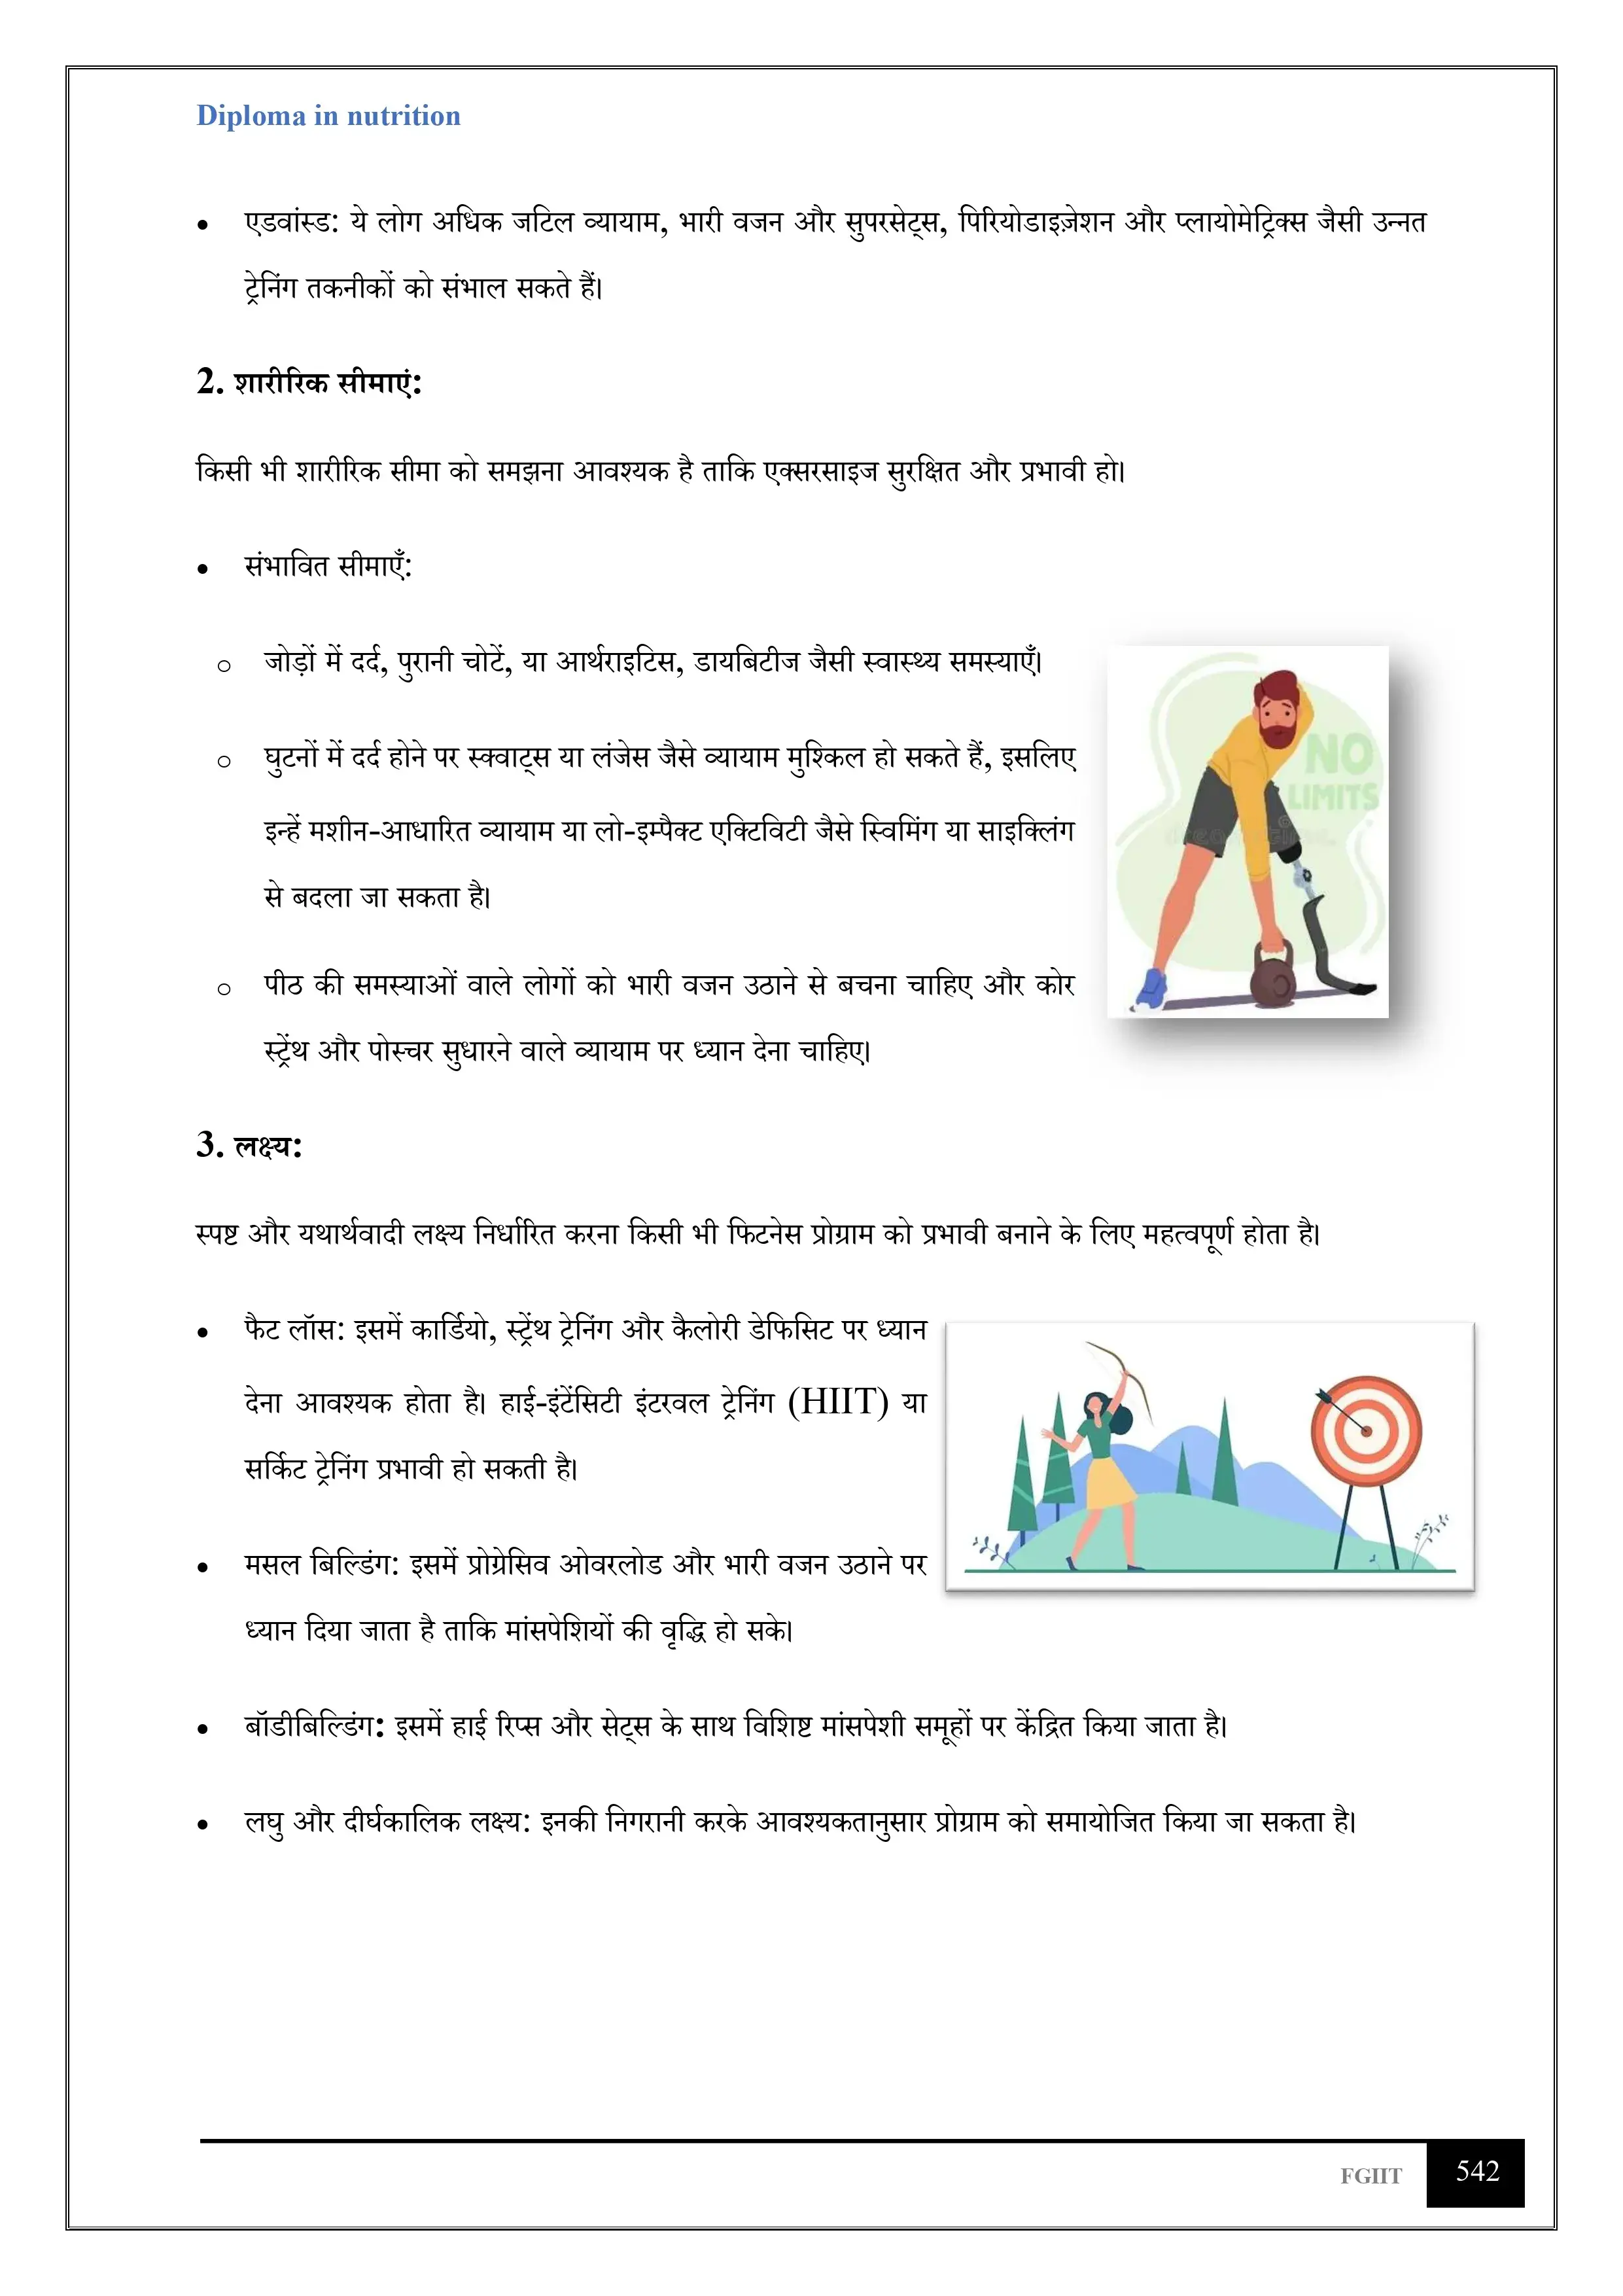 Diploma in nutrition
• एडवांस्ड: ये लोग अधिक जटिल व्यायाम, भारी वजन और सुपरसेट्स, पिरियोडाइज़ेशन और प्लायोमेट्रिक्स जैसी उन्नत
ट्रेनिंग तकनीकों को संभाल सकते हैं।
2. शारीरिक सीमाएं:
किसी भी शारीरिक सीमा को समझना आवश्यक है ताकि एक्सरसाइज सुरक्षित और प्रभावी हो।
• संभावित सीमाएँ:
o जोड़ों में दर्द, पुरानी चोटें, या आर्थराइटिस, डायबिटीज जैसी स्वास्थ्य समस्याएँ।
o घुटनों में दर्द होने पर स्क्वाट्स या लंजेस जैसे व्यायाम मुश्किल हो सकते हैं, इसलिए
इन्हें मशीन-आधारित व्यायाम या लो-इम्पैक्ट एक्टिविटी जैसे स्विमिंग या साइक्लिंग
से बदला जा सकता है।
o पीठ की समस्याओं वाले लोगों को भारी वजन उठाने से बचना चाहिए और कोर
स्ट्रेंथ और पोस्चर सुधारने वाले व्यायाम पर ध्यान देना चाहिए।
NO
LIMITS
3. लक्ष्य:
स्पष्ट और यथार्थवादी लक्ष्य निर्धारित करना किसी भी फिटनेस प्रोग्राम को प्रभावी बनाने के लिए महत्वपूर्ण होता है।
• फैट लॉस: इसमें कार्डियो, स्ट्रेंथ ट्रेनिंग और कैलोरी डेफिसिट पर ध्यान
देना आवश्यक होता है। हाई-इंटेंसिटी इंटरवल ट्रेनिंग (HIIT) या
सर्किट ट्रेनिंग प्रभावी हो सकती है।
• मसल बिल्डिंग: इसमें प्रोग्रेसिव ओवरलोड और भारी वजन उठाने पर
ध्यान दिया जाता है ताकि मांसपेशियों की वृद्धि हो सके।
• बॉडीबिल्डिंग: इसमें हाई रिप्स और सेट्स के साथ विशिष्ट मांसपेशी समूहों पर केंद्रित किया जाता है।
• लघु और दीर्घकालिक लक्ष्य: इनकी निगरानी करके आवश्यकतानुसार प्रोग्राम को समायोजित किया जा सकता है।
FGIIT 542